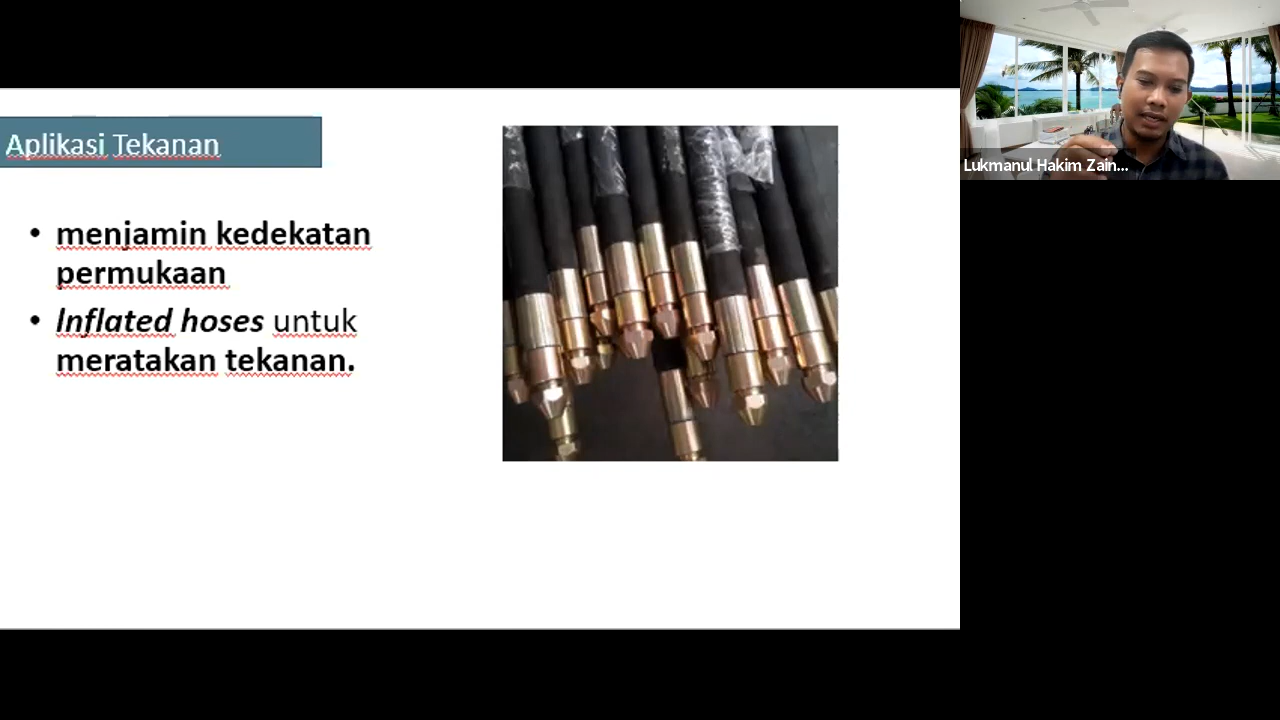 Aplikasi Tekanan
• menjamin kedekatan
permukaan
• Inflated hoses untuk
meratakan tekanan.
Lukmanul Hakim Zain...